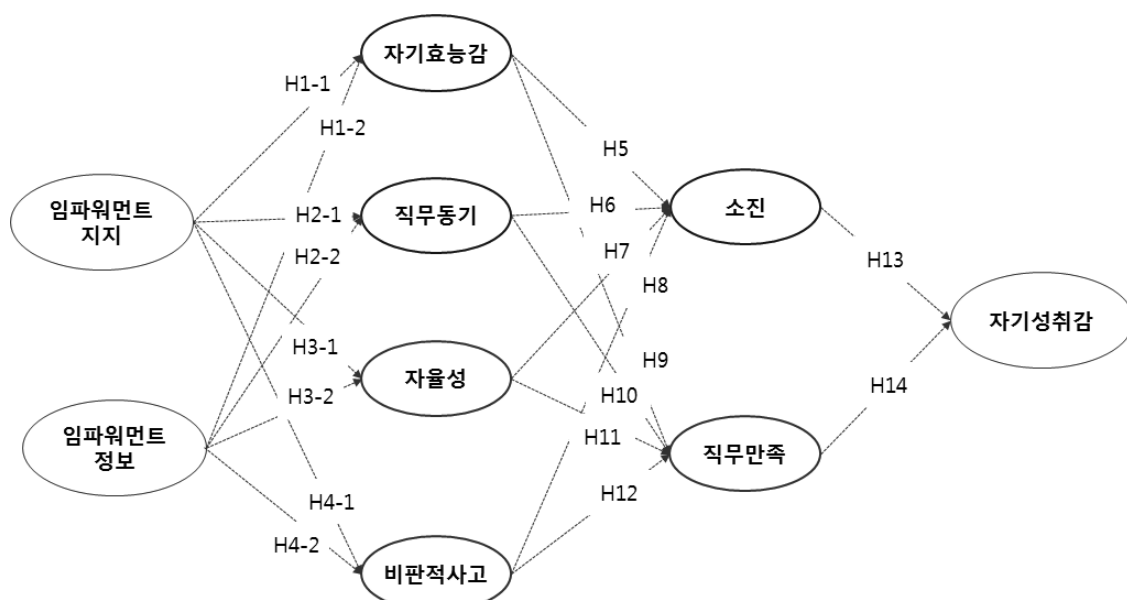 자기효능감
H1-1
H1-2
H5
임파워먼트
지지
직무동기
H2-1
H2-2
H6
H7
H8
소진
H13
자기성취감
H3-1
H3-2
자율성
H9
H10
H11
H14
임파워먼트
정보
직무만족
H4-1
H4-2
H12
비판적사고